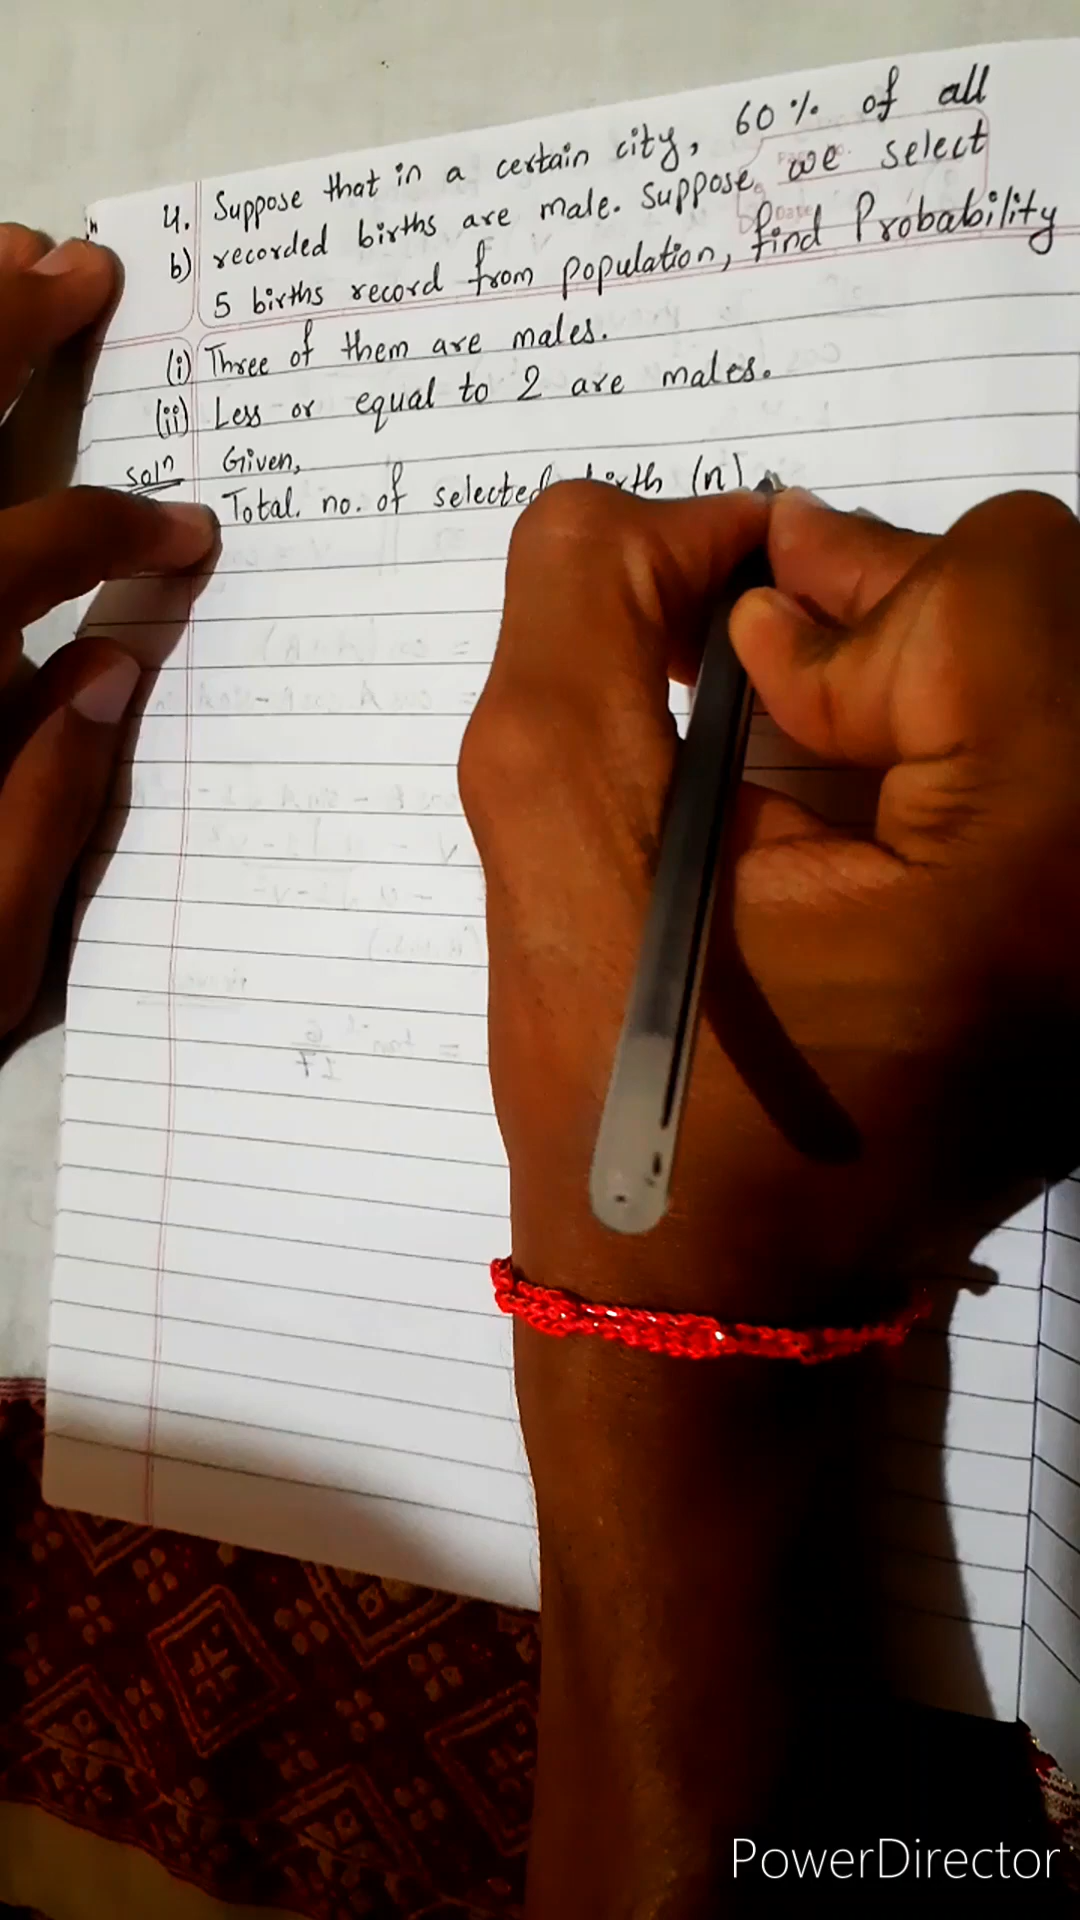 4. Suppose that in a certain city, 60% of all
b) recorded births are male. Suppose, we select
5 births record from population, find Probability
(i) Three of them are males.
(ii) Less or equal to 2 are males.
Soln Given,
Total. no. of selected birth (n)
PowerDirector